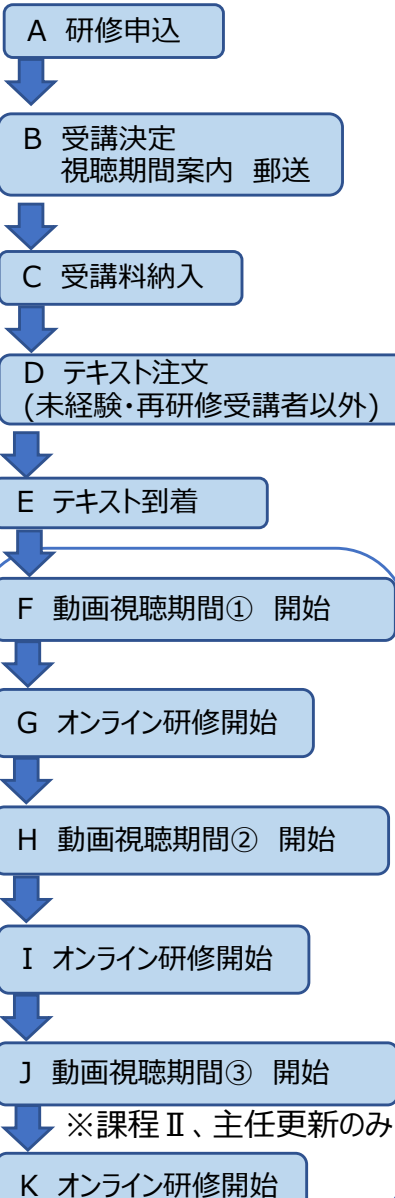 A 研修申込
B 受講決定
視聴期間案内 郵送
C 受講料納入
D テキスト注文
(未経験・再研修受講者以外)
E テキスト到着
F 動画視聴期間① 開始
G オンライン研修開始
H 動画視聴期間② 開始
I オンライン研修開始
J 動画視聴期間③ 開始
※課程Ⅱ、主任更新のみ
K オンライン研修開始